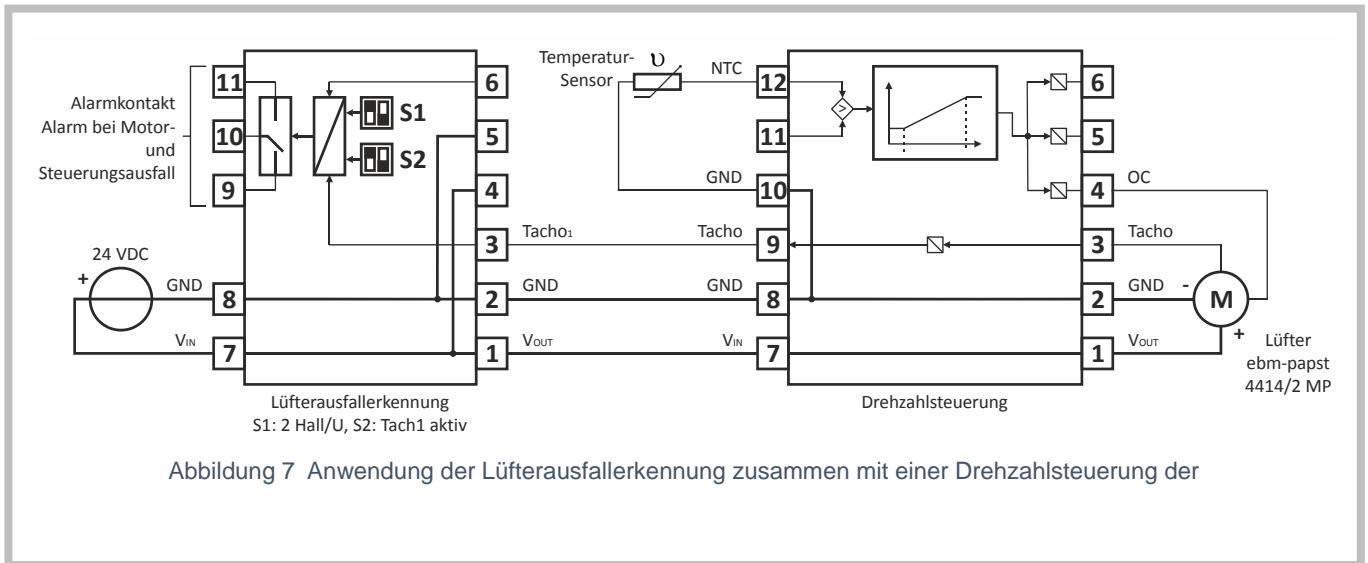 Alarmkontakt
Alarm bei Motor-
und
Steuerungsausfall
11
10
9
24 VDC
+
GND
8
VIN
7
S1
S2
6
5
4
3
Tacho1
2
GND
1
VOUT
Lüfterausfallerkennung
S1: 2 Hall/U, S2: Tach1 aktiv
Temperatur-
Sensor
υ
NTC
12
>
11
GND
10
Tacho
9
8
VIN
7
6
5
4
OC
3
Tacho
2
GND
-
M
+
1
VOUT
Drehzahlsteuerung
Lüfter
ebm-papst
4414/2 MP
Abbildung 7 Anwendung der Lüfterausfallerkennung zusammen mit einer Drehzahlsteuerung der